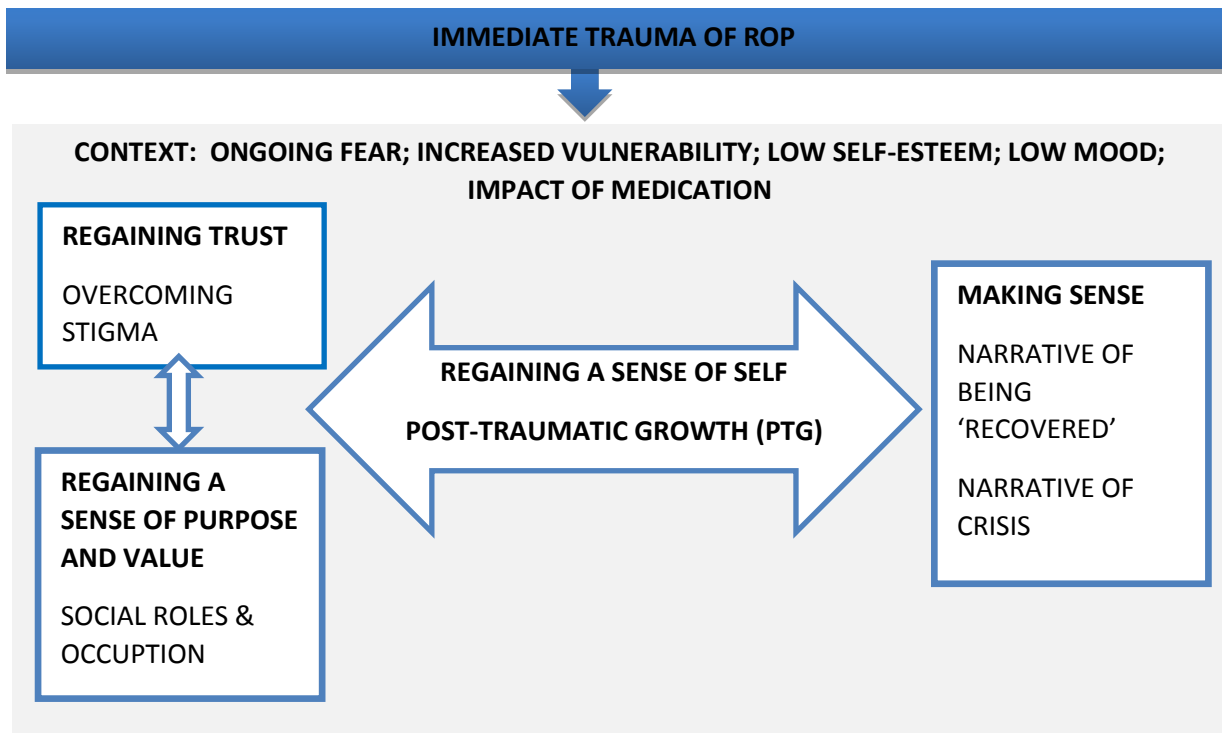 IMMEDIATE TRAUMA OF ROP
CONTEXT: ONGOING FEAR; INCREASED VULNERABILITY; LOW SELF-ESTEEM; LOW MOOD;
IMPACT OF MEDICATION
REGAINING TRUST
OVERCOMING
STIGMA
REGAINING A
SENSE OF PURPOSE
AND VALUE
SOCIAL ROLES &
OCCUPTION
REGAINING A SENSE OF SELF
POST-TRAUMATIC GROWTH (PTG)
MAKING SENSE
NARRATIVE OF
BEING
‘RECOVERED’
NARRATIVE OF
CRISIS